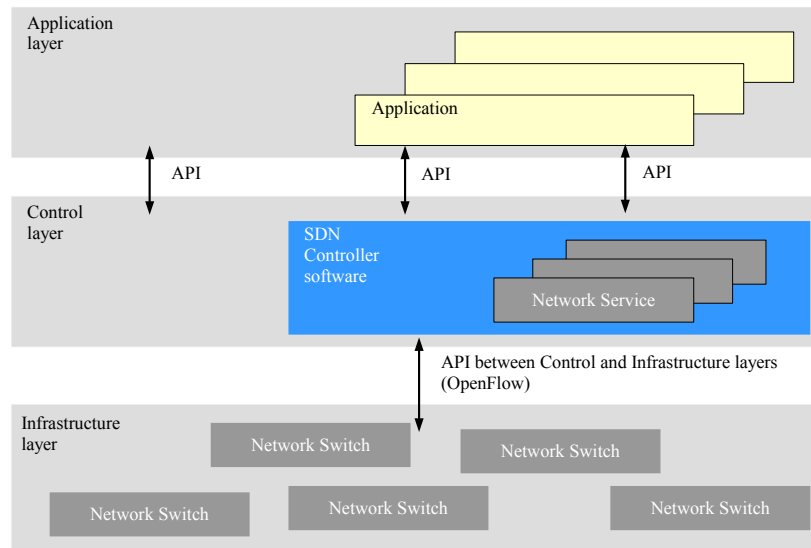 Application
layer
Application
API
API
API
Control
layer
SDN
Controller
software
Network Service
API between Control and Infrastructure layers
(OpenFlow)
Infrastructure
layer
Network Switch
Network Switch
Network Switch
Network Switch
Network Switch